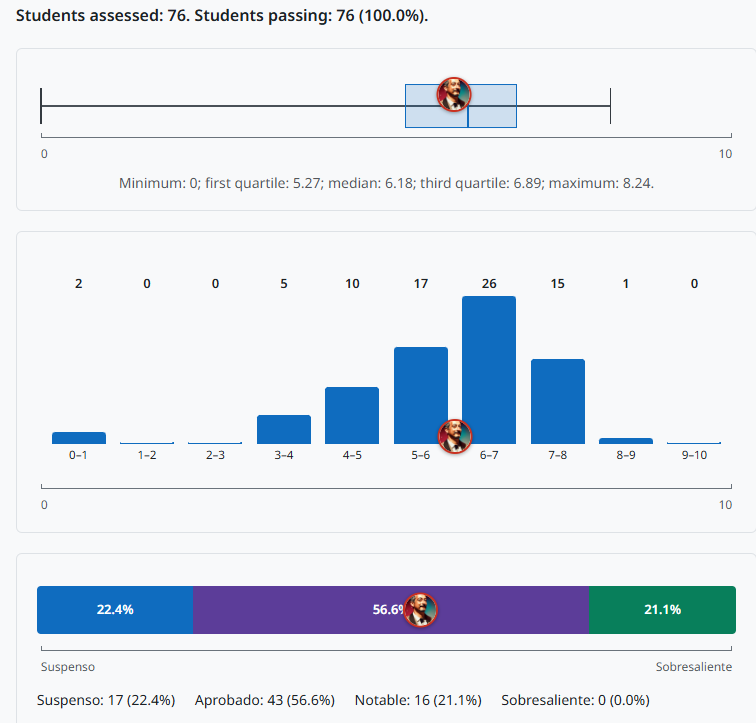 Students assessed: 76. Students passing: 76 (100.0%).
0 10
Minimum: 0; first quartile: 5.27; median: 6.18; third quartile: 6.89; maximum: 8.24.
2 0 0 5 10 17 26 15 1 0
0–1 1–2 2–3 3–4 4–5 5–6 6–7 7–8 8–9 9–10
0 10
22.4% 56.6% 21.1%
Suspenso Sobresaliente
Suspenso: 17 (22.4%) Aprobado: 43 (56.6%) Notable: 16 (21.1%) Sobresaliente: 0 (0.0%)